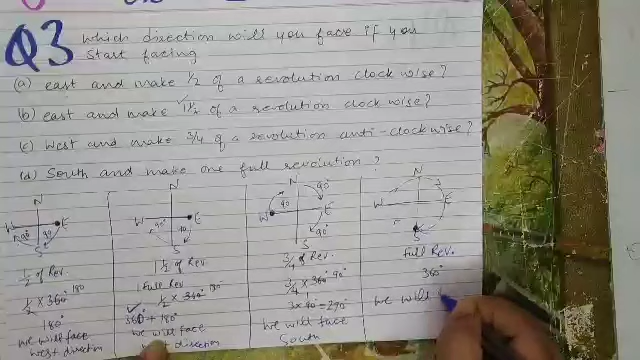 Q3 which direction will you face if you
start facing
(a) east and make 1/2 of a revolution clockwise?
(b) east and make 1 1/2 of a revolution clockwise?
(c) West and make 3/4 of a revolution anti-clockwise?
(d) South and make one full revolution?
N
W E
90° 90
S
1/2 of Rev.
1/2 × 360° 180
180°
we will face
west direction
N
W E
90° 90
S
1 1/2 of Rev
1 Full Rev
1/2 × 360° 180
360° + 180°
we will face
direction
N
90°
90
W E
90°
S
3/4 of Rev.
3/4 × 360° 90°
3×90 = 270°
we will face
South
N
W E
S
Full Rev.
360°
we will